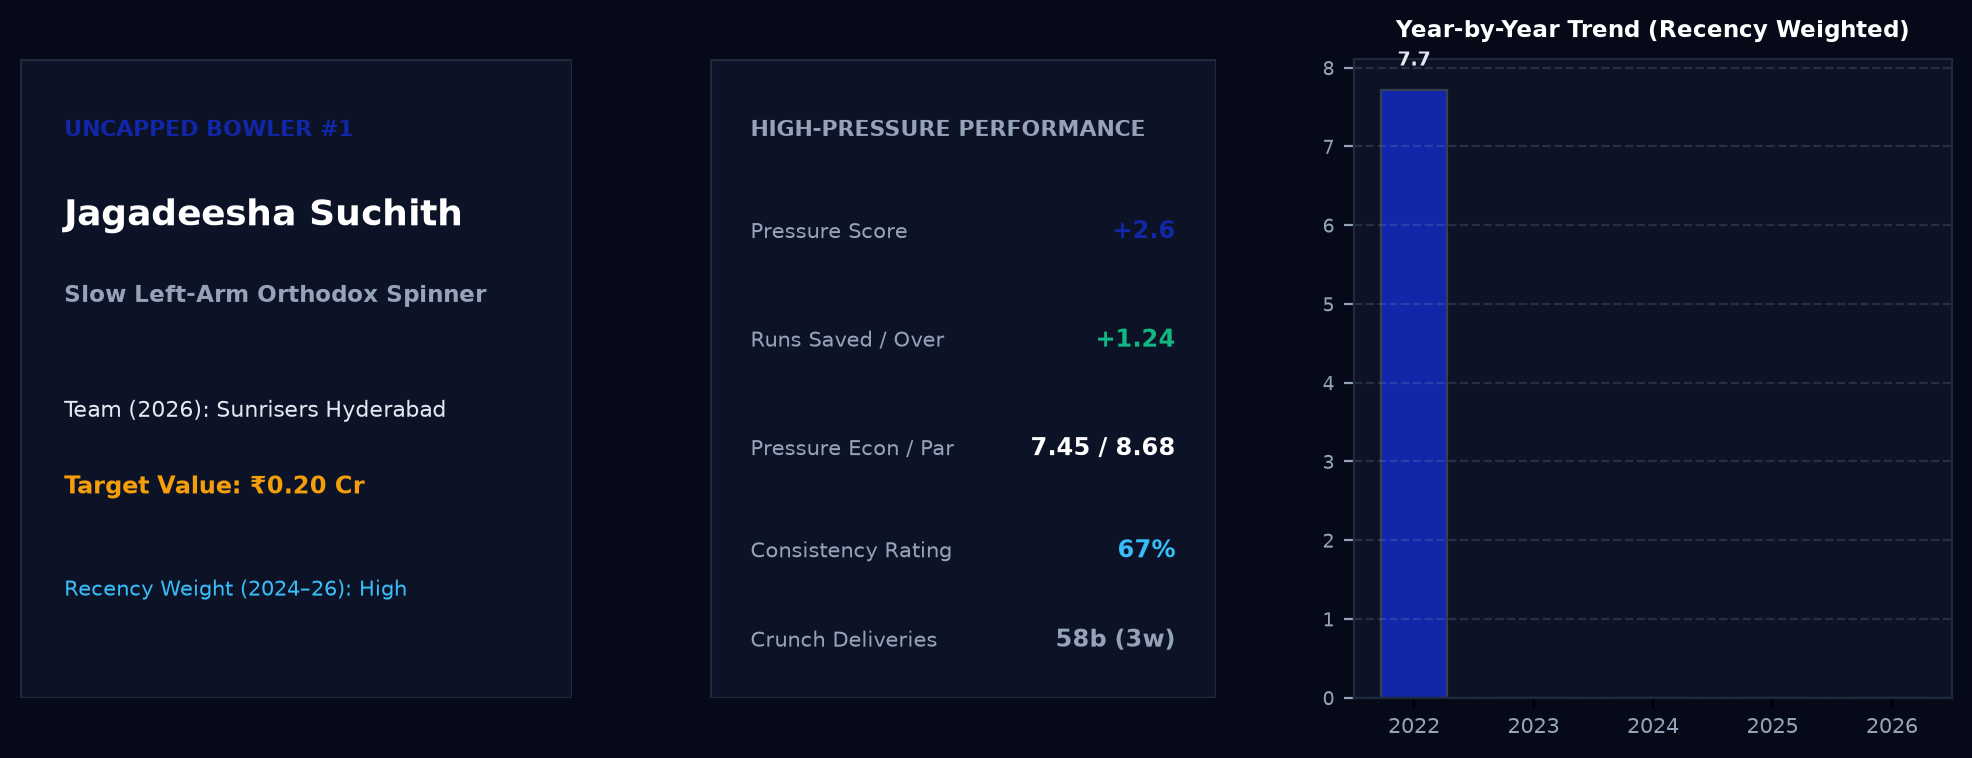 UNCAPPED BOWLER #1
Jagadeesha Suchith
Slow Left-Arm Orthodox Spinner
Team (2026): Sunrisers Hyderabad
Target Value: ₹0.20 Cr
Recency Weight (2024–26): High
HIGH-PRESSURE PERFORMANCE
Pressure Score +2.6
Runs Saved / Over +1.24
Pressure Econ / Par 7.45 / 8.68
Consistency Rating 67%
Crunch Deliveries 58b (3w)
Year-by-Year Trend (Recency Weighted)
7.7
8
7
6
5
4
3
2
1
0
2022 2023 2024 2025 2026